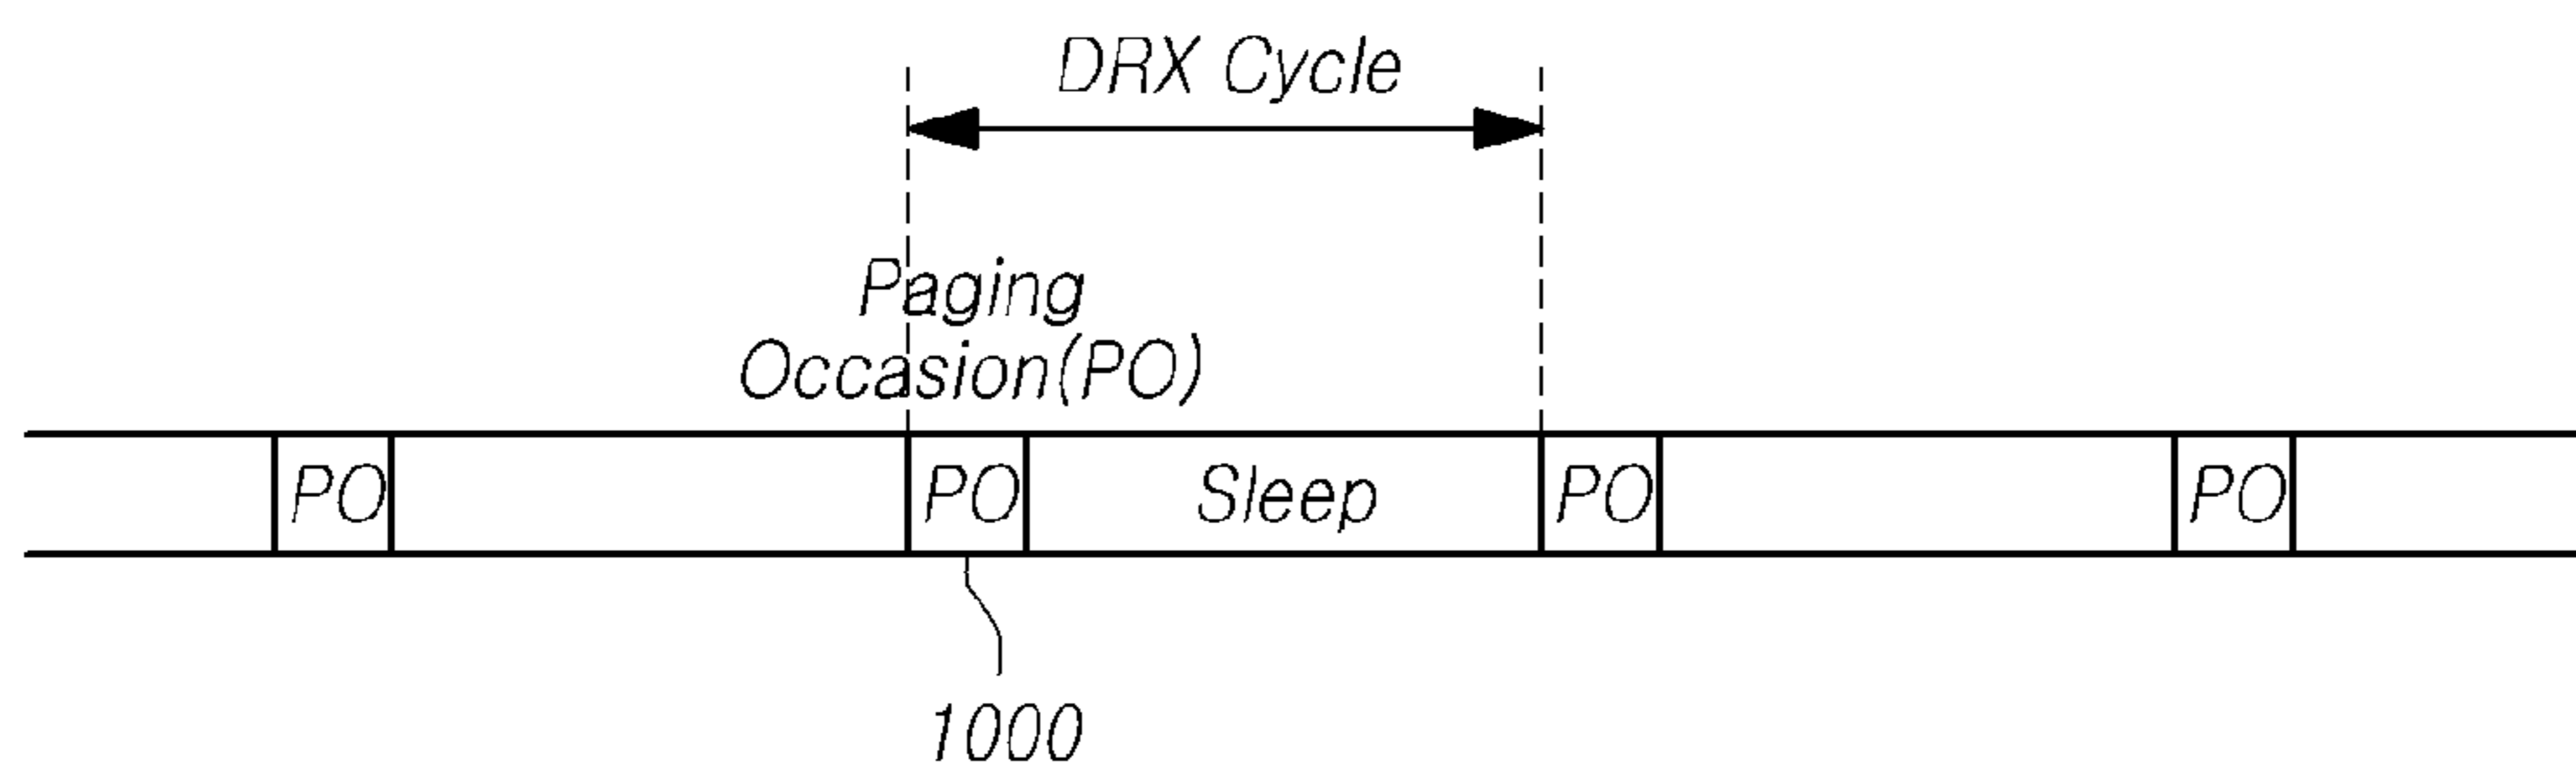 DRX Cycle
Paging
Occasion(PO)
PO PO Sleep PO PO
1000